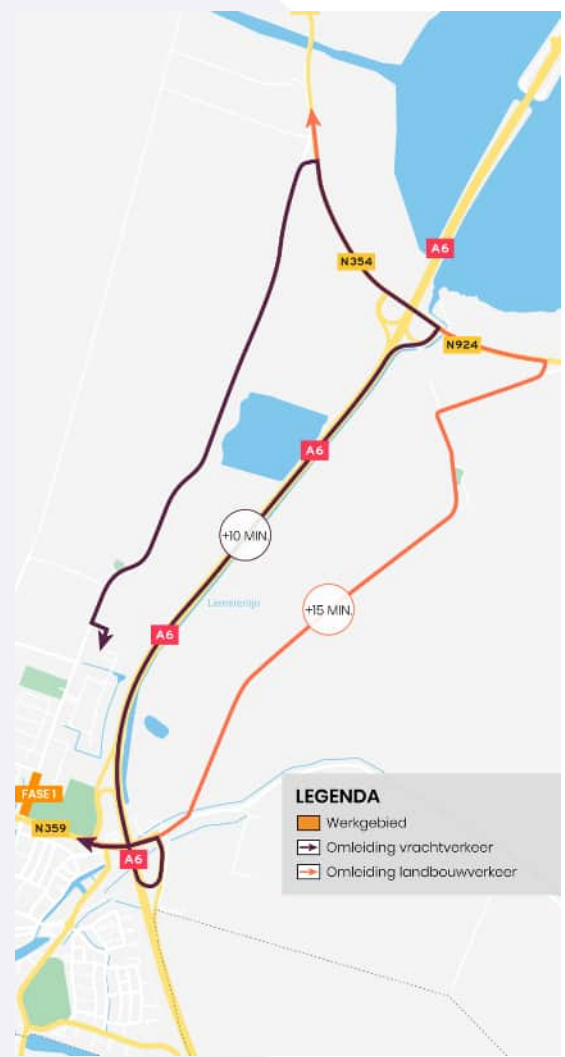 A6
N354
N924
A6
+10 MIN.
Lemsterrijn
+15 MIN.
A6
FASE 1
N359
A6
LEGENDA
Werkgebied
Omleiding vrachtverkeer
Omleiding landbouwverkeer